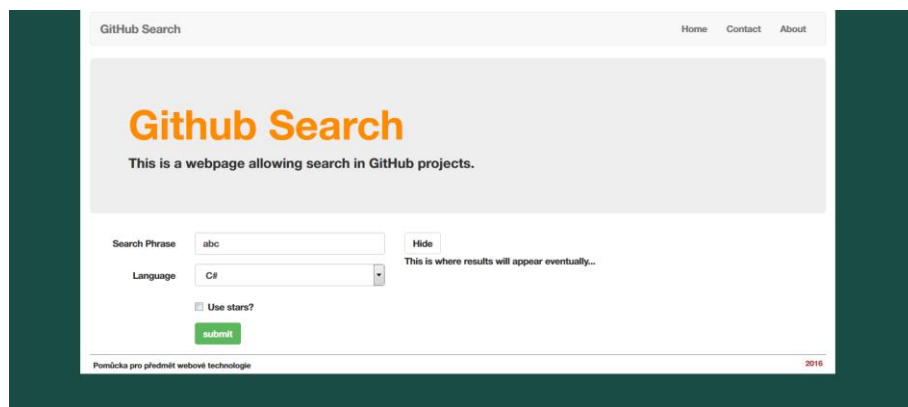 GitHub Search Home Contact About
Github Search
This is a webpage allowing search in GitHub projects.
Search Phrase abc Hide
This is where results will appear eventually...
Language C#
Use stars?
submit
Pomůcka pro předmět webové technologie 2016